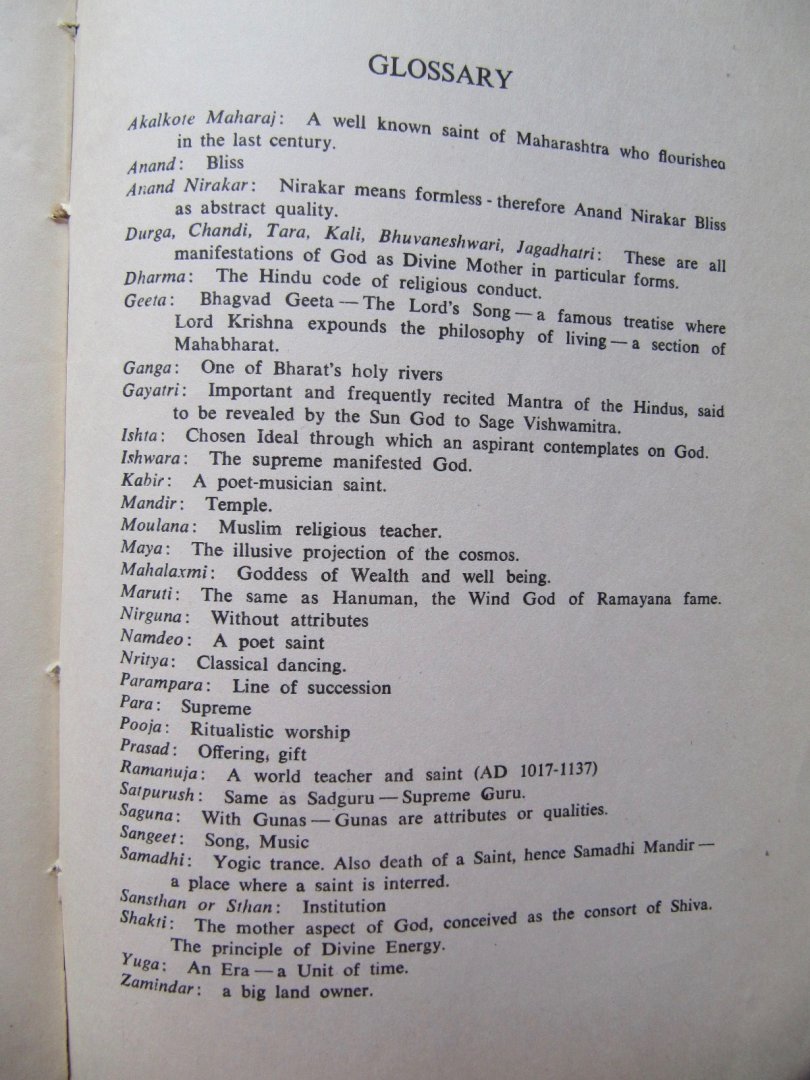 GLOSSARY
Akalkote Maharaj: A well known saint of Maharashtra who flourished
in the last century.
Anand: Bliss
Anand Nirakar: Nirakar means formless - therefore Anand Nirakar Bliss
as abstract quality.
Durga, Chandi, Tara, Kali, Bhuvaneshwari, Jagadhatri: These are all
manifestations of God as Divine Mother in particular forms.
Dharma: The Hindu code of religious conduct.
Geeta: Bhagvad Geeta — The Lord's Song — a famous treatise where
Lord Krishna expounds the philosophy of living — a section of
Mahabharat.
Ganga: One of Bharat's holy rivers
Gayatri: Important and frequently recited Mantra of the Hindus, said
to be revealed by the Sun God to Sage Vishwamitra.
Ishta: Chosen Ideal through which an aspirant contemplates on God.
Ishwara: The supreme manifested God.
Kabir: A poet-musician saint.
Mandir: Temple.
Moulana: Muslim religious teacher.
Maya: The illusive projection of the cosmos.
Mahalaxmi: Goddess of Wealth and well being.
Maruti: The same as Hanuman, the Wind God of Ramayana fame.
Nirguna: Without attributes
Namdeo: A poet saint
Nritya: Classical dancing.
Parampara: Line of succession
Para: Supreme
Pooja: Ritualistic worship
Prasad: Offering, gift
Ramanuja: A world teacher and saint (AD 1017-1137)
Satpurush: Same as Sadguru — Supreme Guru.
Saguna: With Gunas — Gunas are attributes or qualities.
Sangeet: Song, Music
Samadhi: Yogic trance. Also death of a Saint, hence Samadhi Mandir —
a place where a saint is interred.
Sansthan or Sthan: Institution
Shakti: The mother aspect of God, conceived as the consort of Shiva.
The principle of Divine Energy.
Yuga: An Era — a Unit of time.
Zamindar: a big land owner.